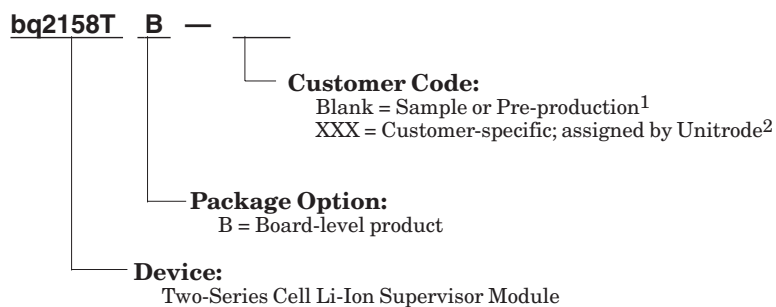 bq2158T B —
Customer Code:
Blank = Sample or Pre-production1
XXX = Customer-specific; assigned by Unitrode2
Package Option:
B = Board-level product
Device:
Two-Series Cell Li-Ion Supervisor Module